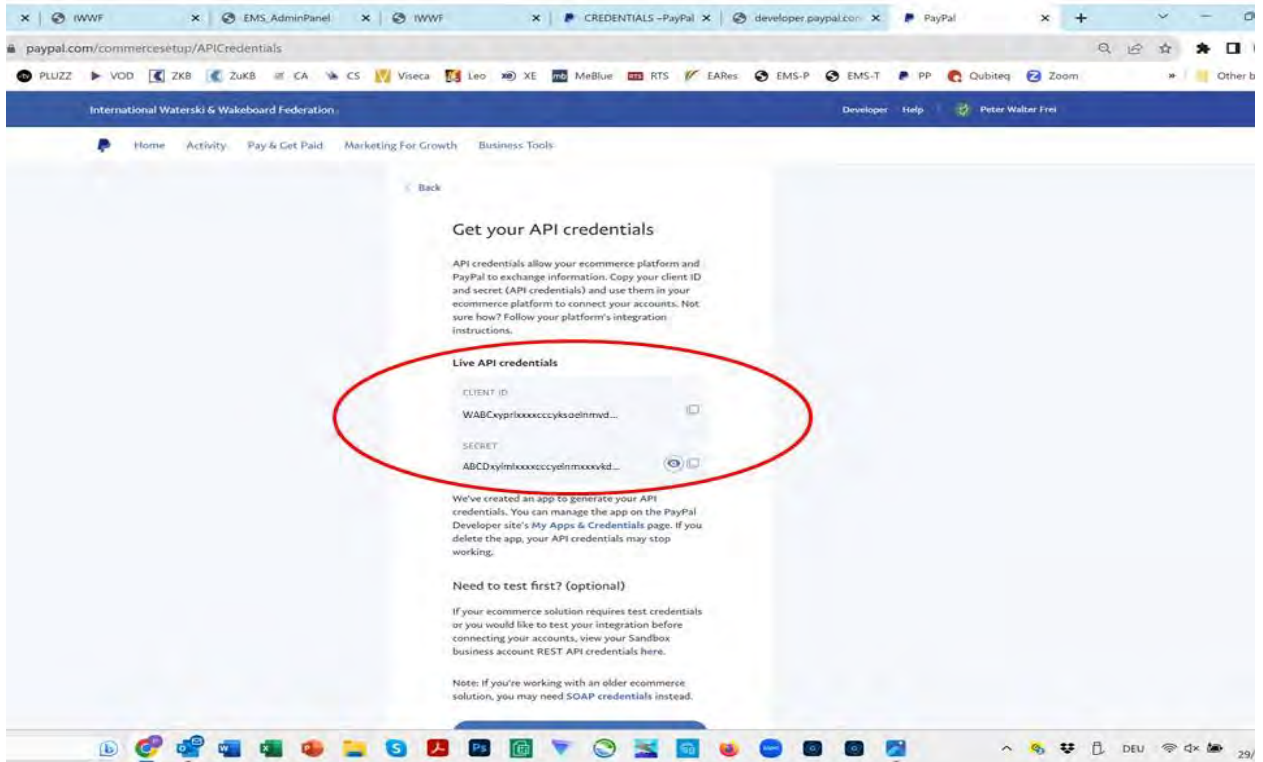 IWWF EMS_AdminPanel IWWF CREDENTIALS – PayPal developer.paypal.con PayPal
paypal.com/commercesetup/APICredentials
PLUZZ VOD ZKB ZuKB CA CS Viseca Leo XE MeBlue RTS EARes EMS-P EMS-T PP Qubiteq Zoom » Other b
International Waterski & Wakeboard Federation Developer Help Peter Walter Frei
Home Activity Pay & Get Paid Marketing For Growth Business Tools
Back
Get your API credentials
API credentials allow your ecommerce platform and
PayPal to exchange information. Copy your client ID
and secret (API credentials) and use them in your
ecommerce platform to connect your accounts. Not
sure how? Follow your platform's integration
instructions.
Live API credentials
CLIENT ID
SECRET
We've created an app to generate your API
credentials. You can manage the app on the PayPal
Developer site's My Apps & Credentials page. If you
delete the app, your API credentials may stop
working.
Need to test first? (optional)
If your ecommerce solution requires test credentials
or you would like to test your integration before
connecting your accounts, view your Sandbox
business account REST API credentials here.
Note: If you're working with an older ecommerce
solution, you may need SOAP credentials instead.
DEU 29/